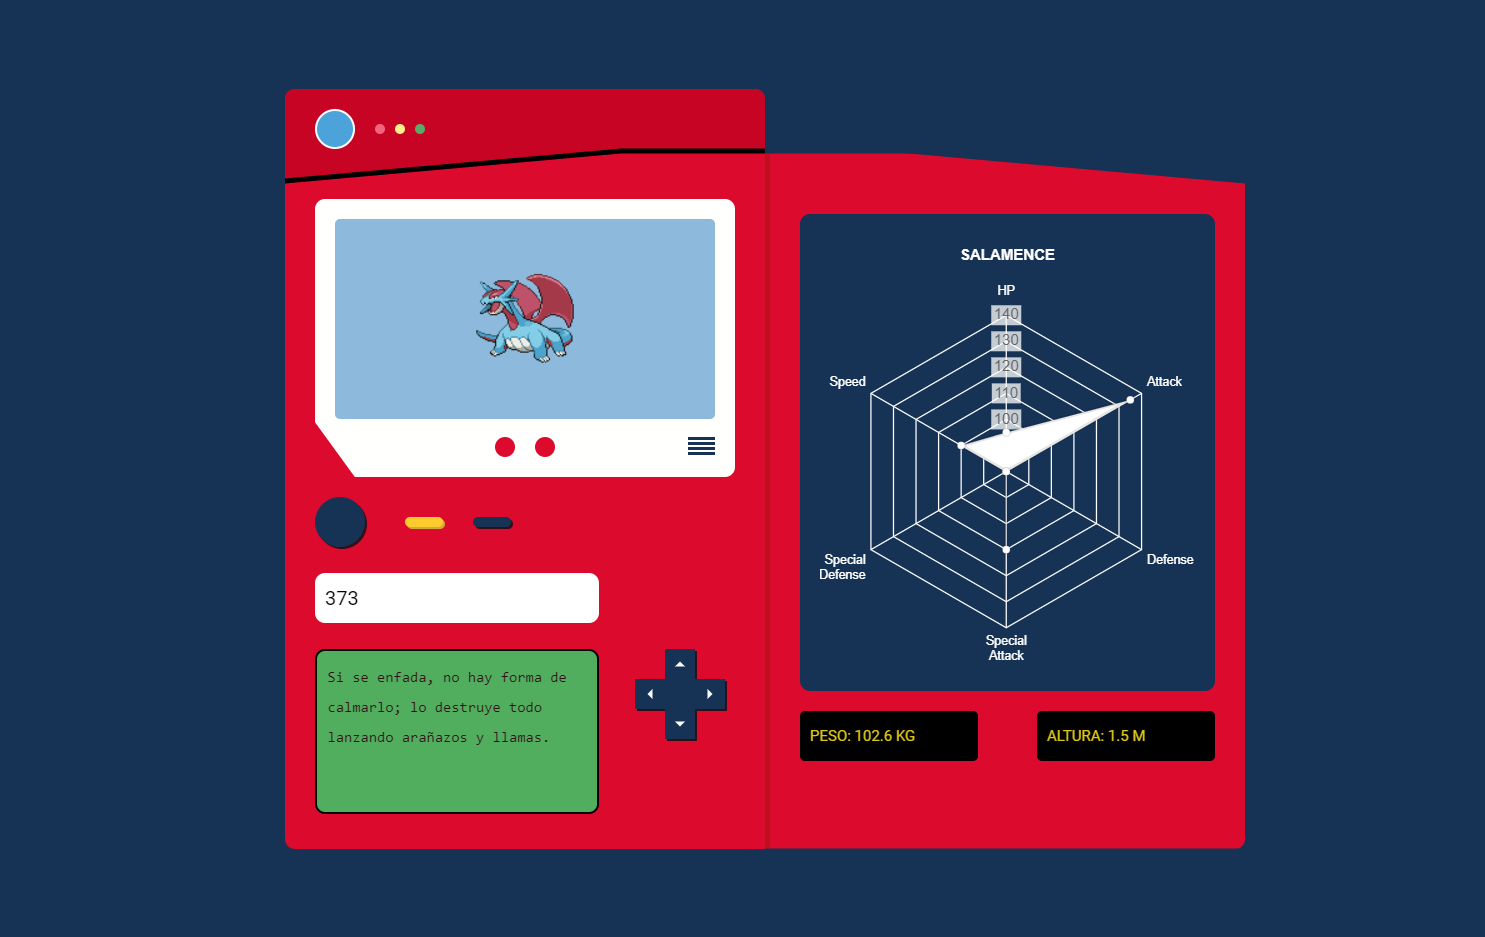 373
Si se enfada, no hay forma de
calmarlo; lo destruye todo
lanzando arañazos y llamas.
SALAMENCE
HP
140
130
120
110
100
Speed
Attack
Special
Defense
Defense
Special
Attack
PESO: 102.6 KG
ALTURA: 1.5 M